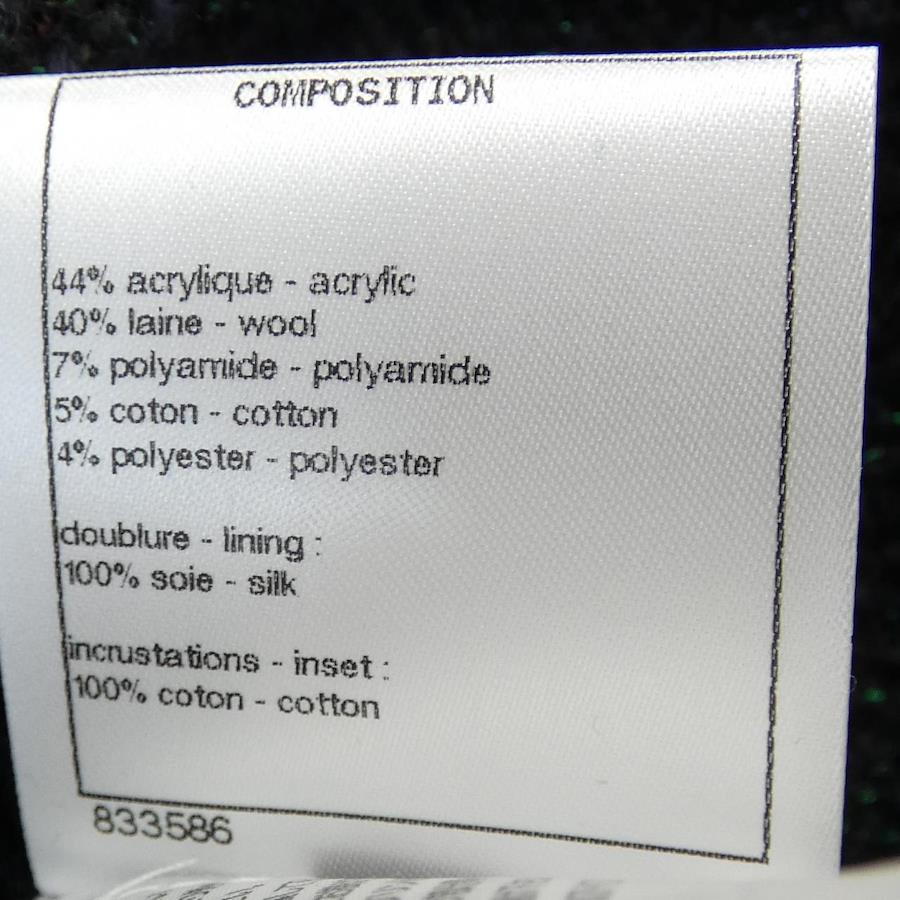 COMPOSITION
44% acrylique - acrylic
40% laine - wool
7% polyamide - polyamide
5% coton - cotton
4% polyester - polyester
doublure - lining :
100% soie - silk
incrustations - inset :
100% coton - cotton
833586